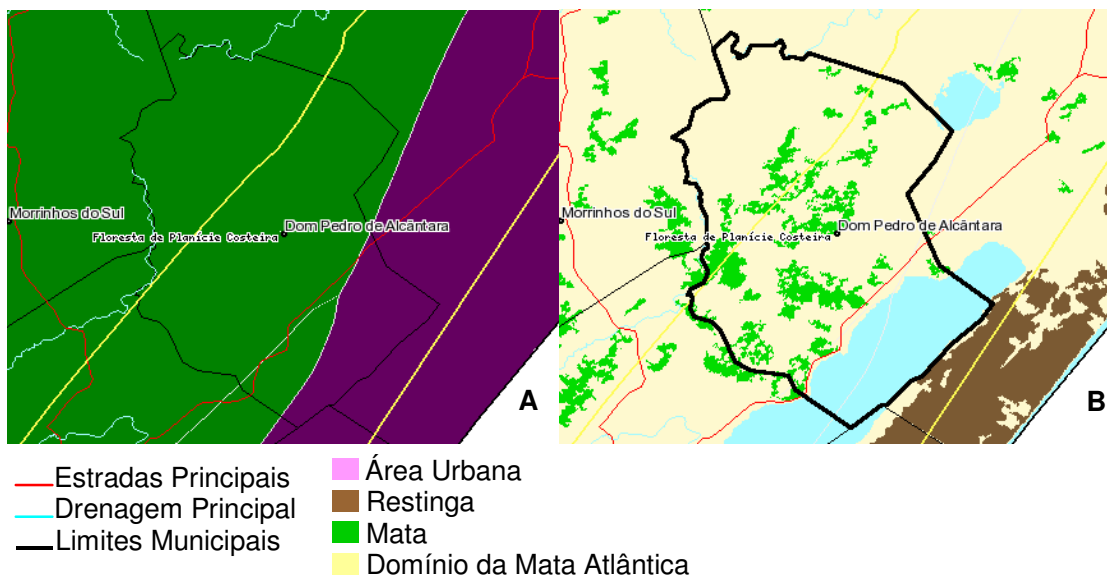 Morrinhos do Sul
Dom Pedro de Alcântara
Floresta de Planície Costeira
A
Morrinhos do Sul
Dom Pedro de Alcântara
Floresta de Planície Costeira
B
Estradas Principais
Drenagem Principal
Limites Municipais
Área Urbana
Restinga
Mata
Domínio da Mata Atlântica